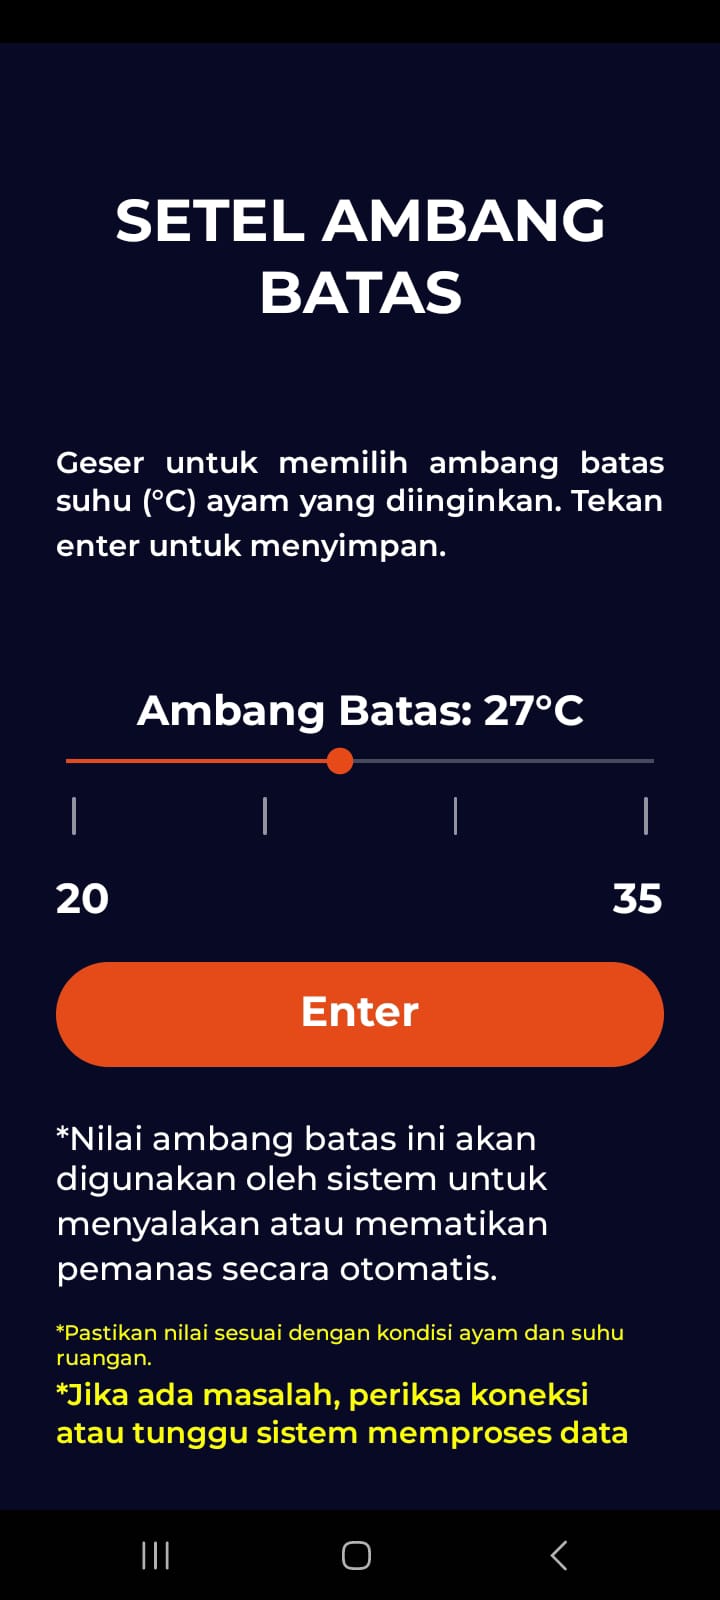 SETEL AMBANG
BATAS
Geser untuk memilih ambang batas
suhu (°C) ayam yang diinginkan. Tekan
enter untuk menyimpan.
Ambang Batas: 27°C
20
35
Enter
*Nilai ambang batas ini akan
digunakan oleh sistem untuk
menyalakan atau mematikan
pemanas secara otomatis.
*Pastikan nilai sesuai dengan kondisi ayam dan suhu
ruangan.
*Jika ada masalah, periksa koneksi
atau tunggu sistem memproses data